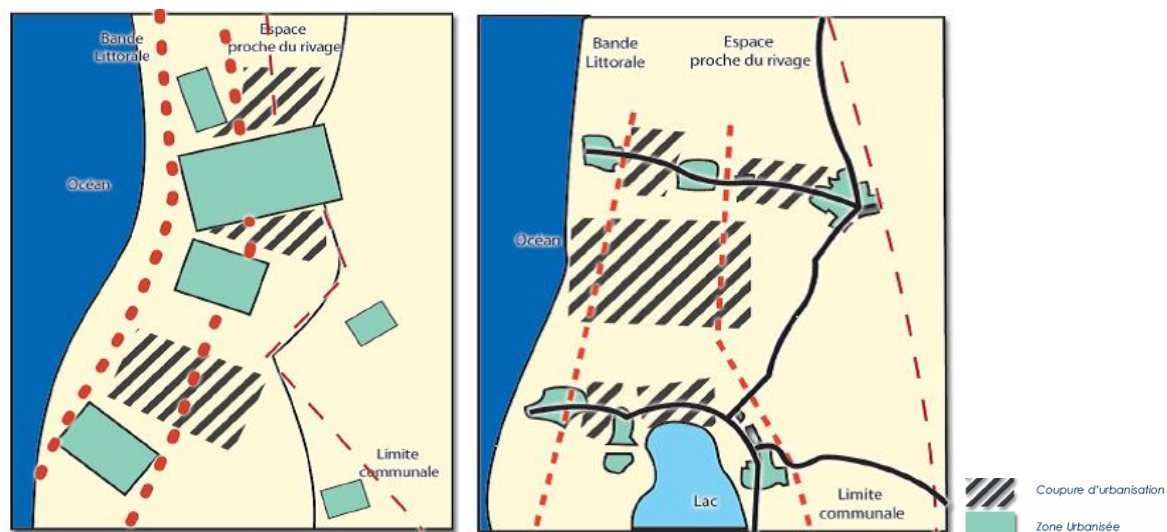 Bande
Littorale
Espace
proche du rivage
Océan
Limite
communale
Bande
Littorale
Espace
proche du rivage
Océan
Lac
Limite
communale
Coupure d'urbanisation
Zone Urbanisée